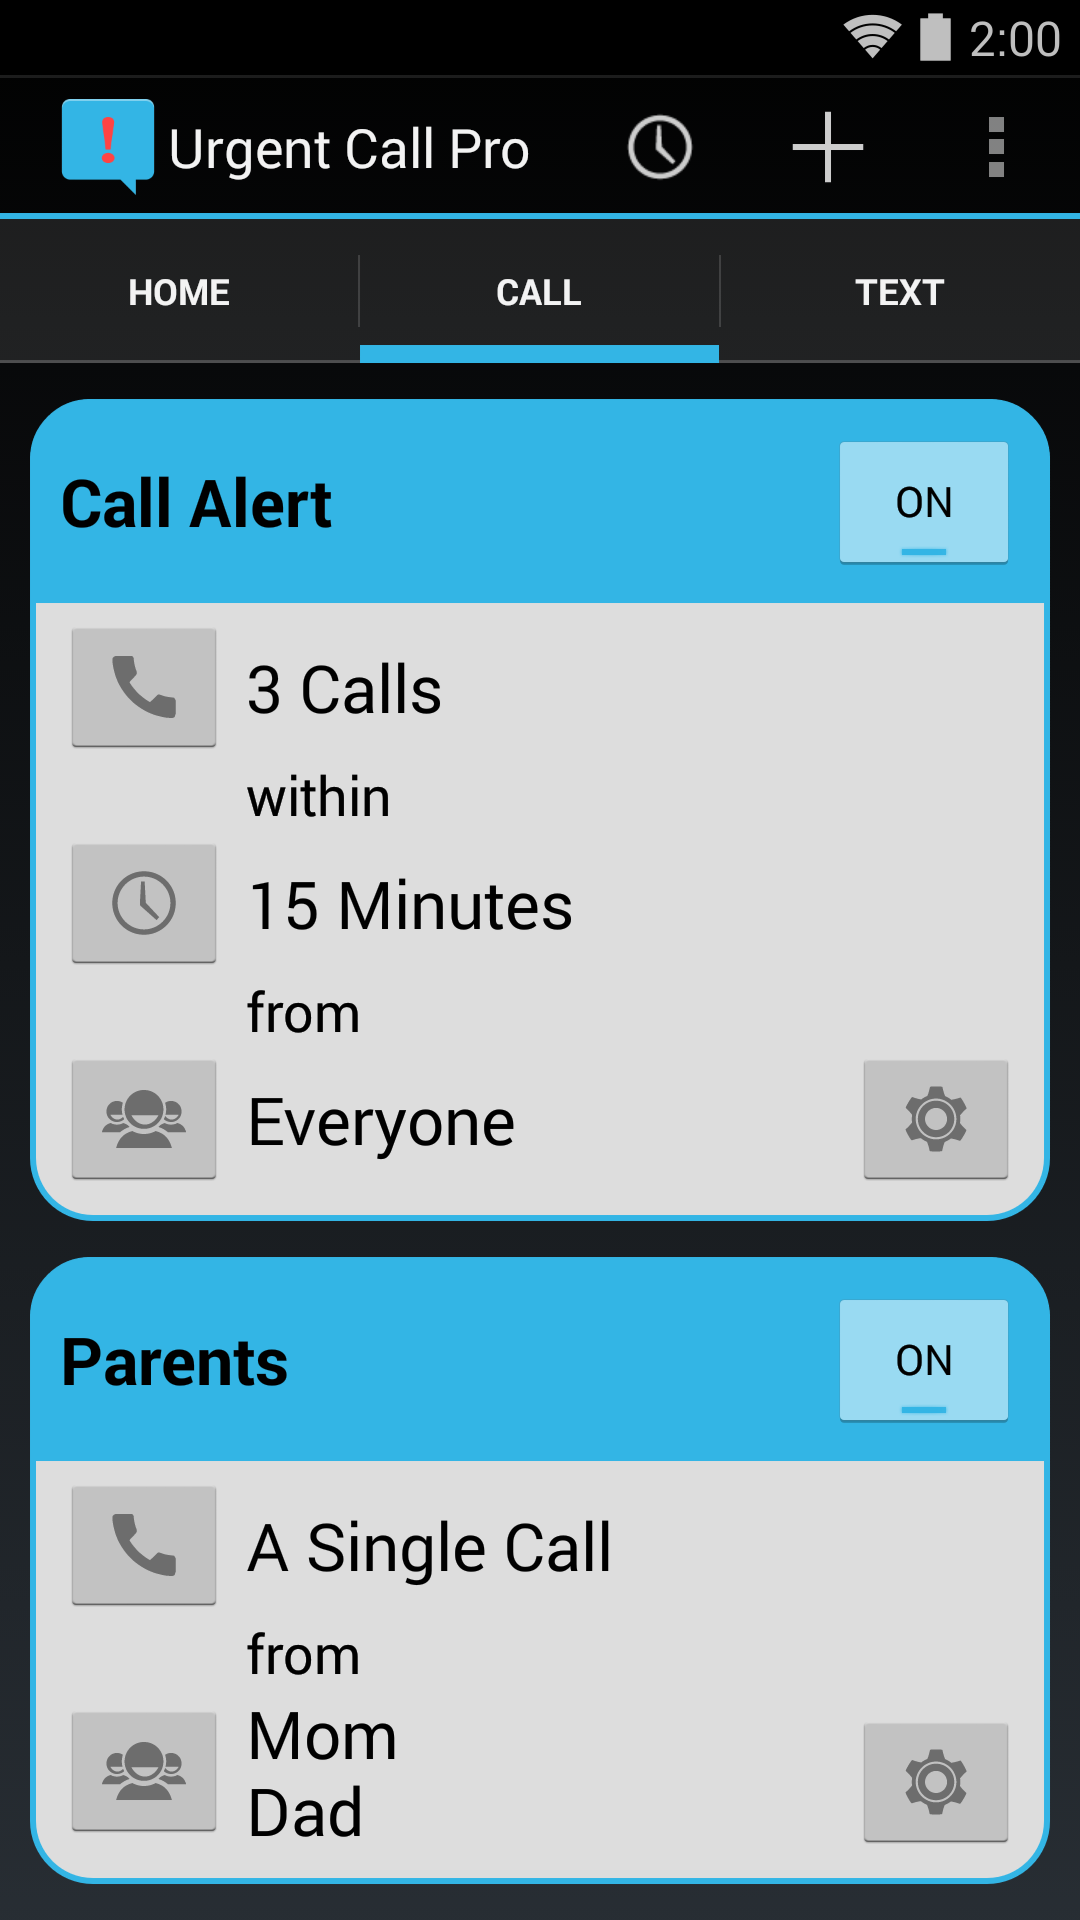 2:00
Urgent Call Pro
HOME
CALL
TEXT
Call Alert
ON
3 Calls
within
15 Minutes
from
Everyone
Parents
ON
A Single Call
from
Mom
Dad